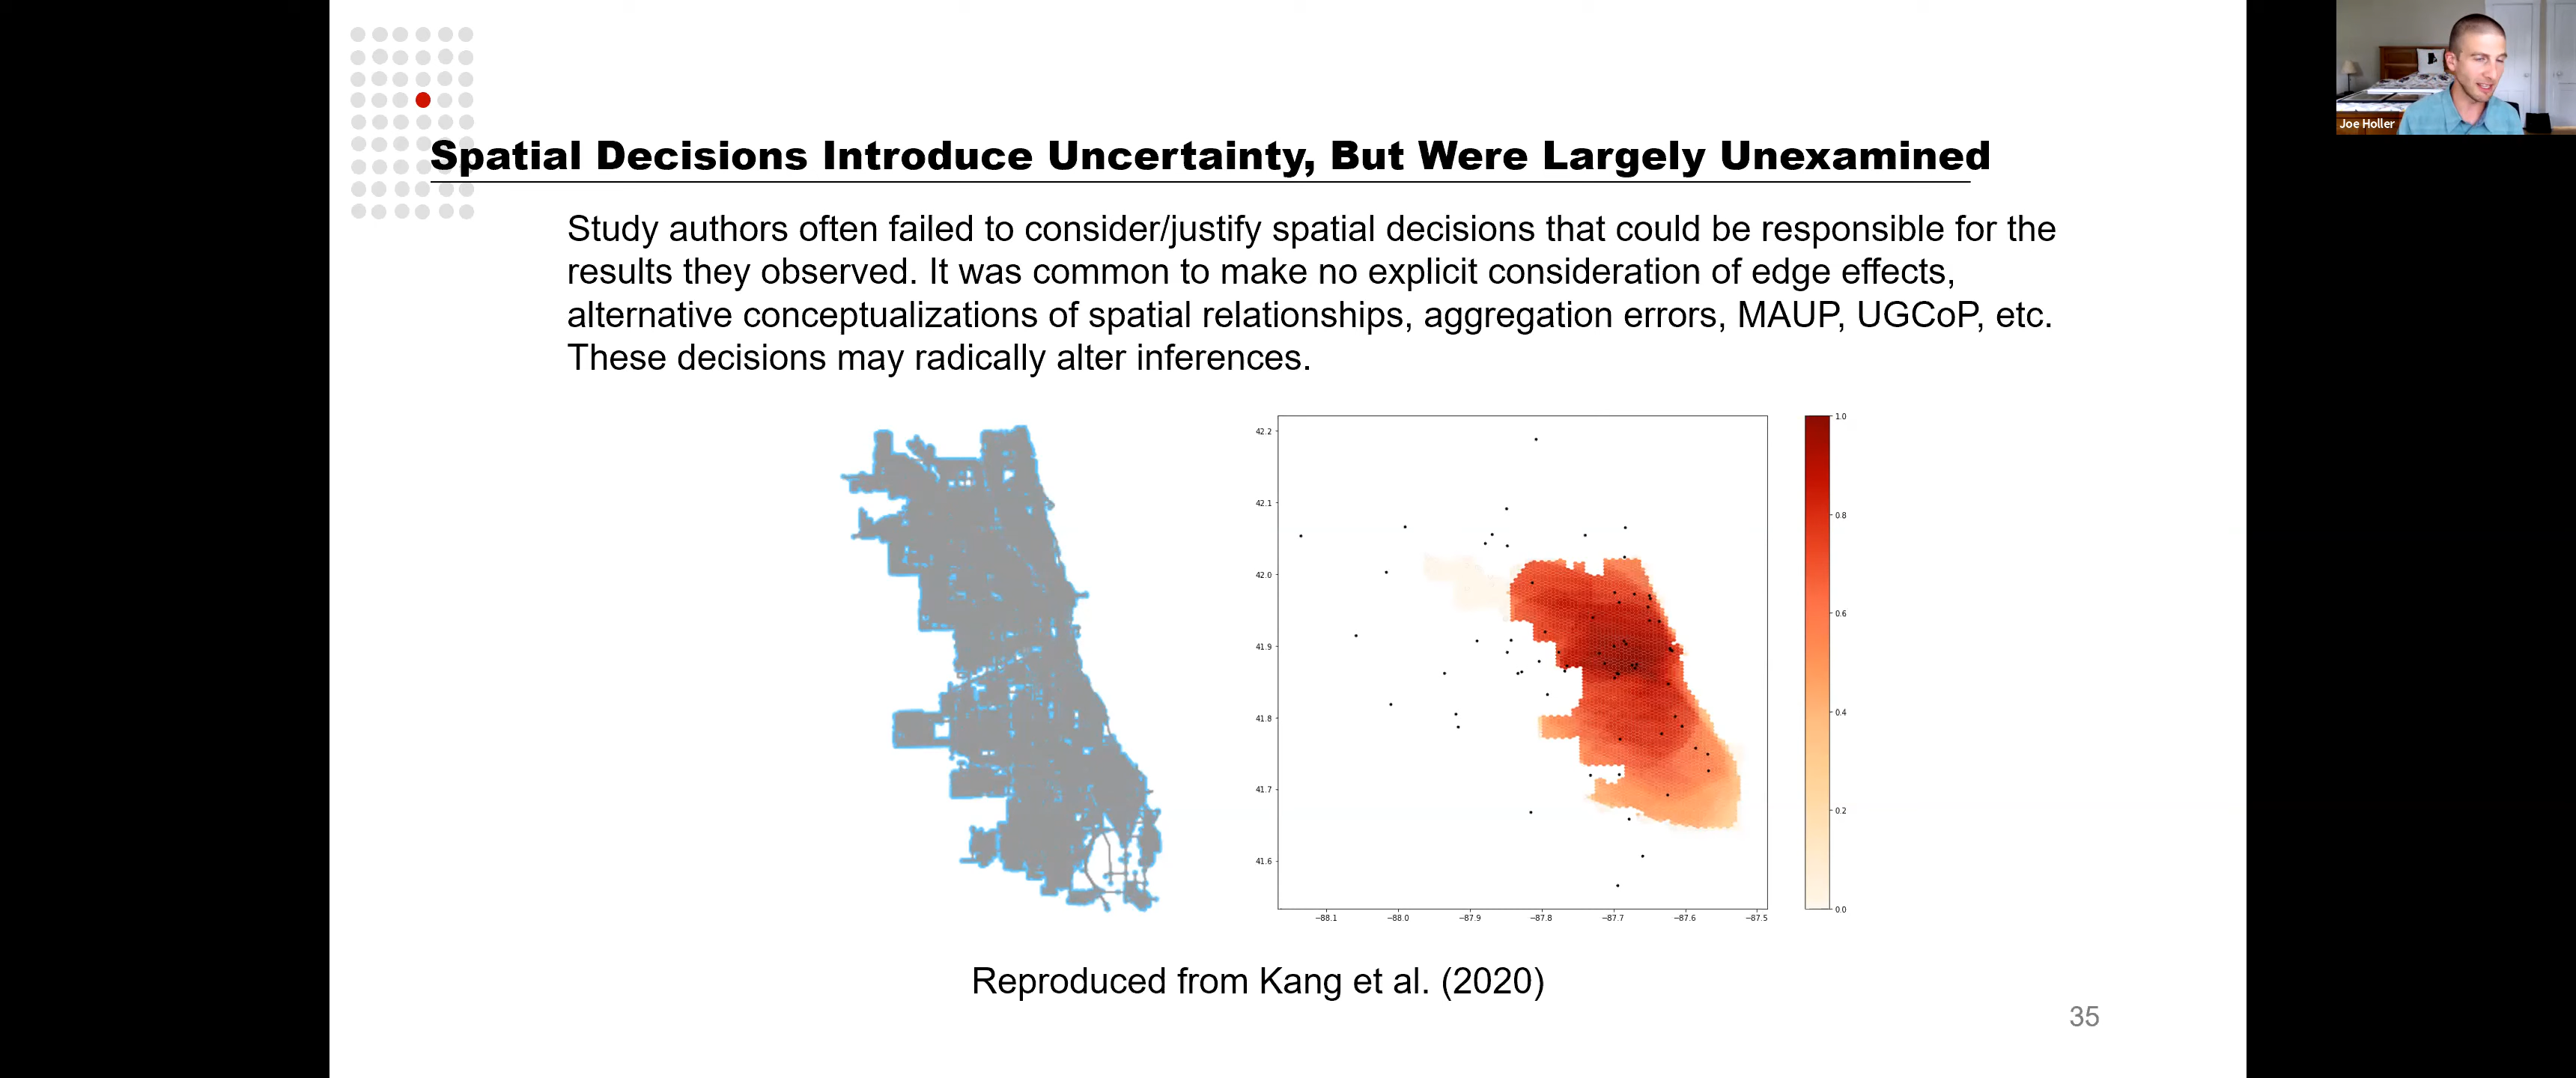 Joe Holler
Spatial Decisions Introduce Uncertainty, But Were Largely Unexamined
Study authors often failed to consider/justify spatial decisions that could be responsible for the
results they observed. It was common to make no explicit consideration of edge effects,
alternative conceptualizations of spatial relationships, aggregation errors, MAUP, UGCoP, etc.
These decisions may radically alter inferences.
42.2
42.1
42.0
41.9
41.8
41.7
41.6
−88.1 −88.0 −87.9 −87.8 −87.7 −87.6 −87.5
1.0
0.8
0.6
0.4
0.2
0.0
Reproduced from Kang et al. (2020)
35